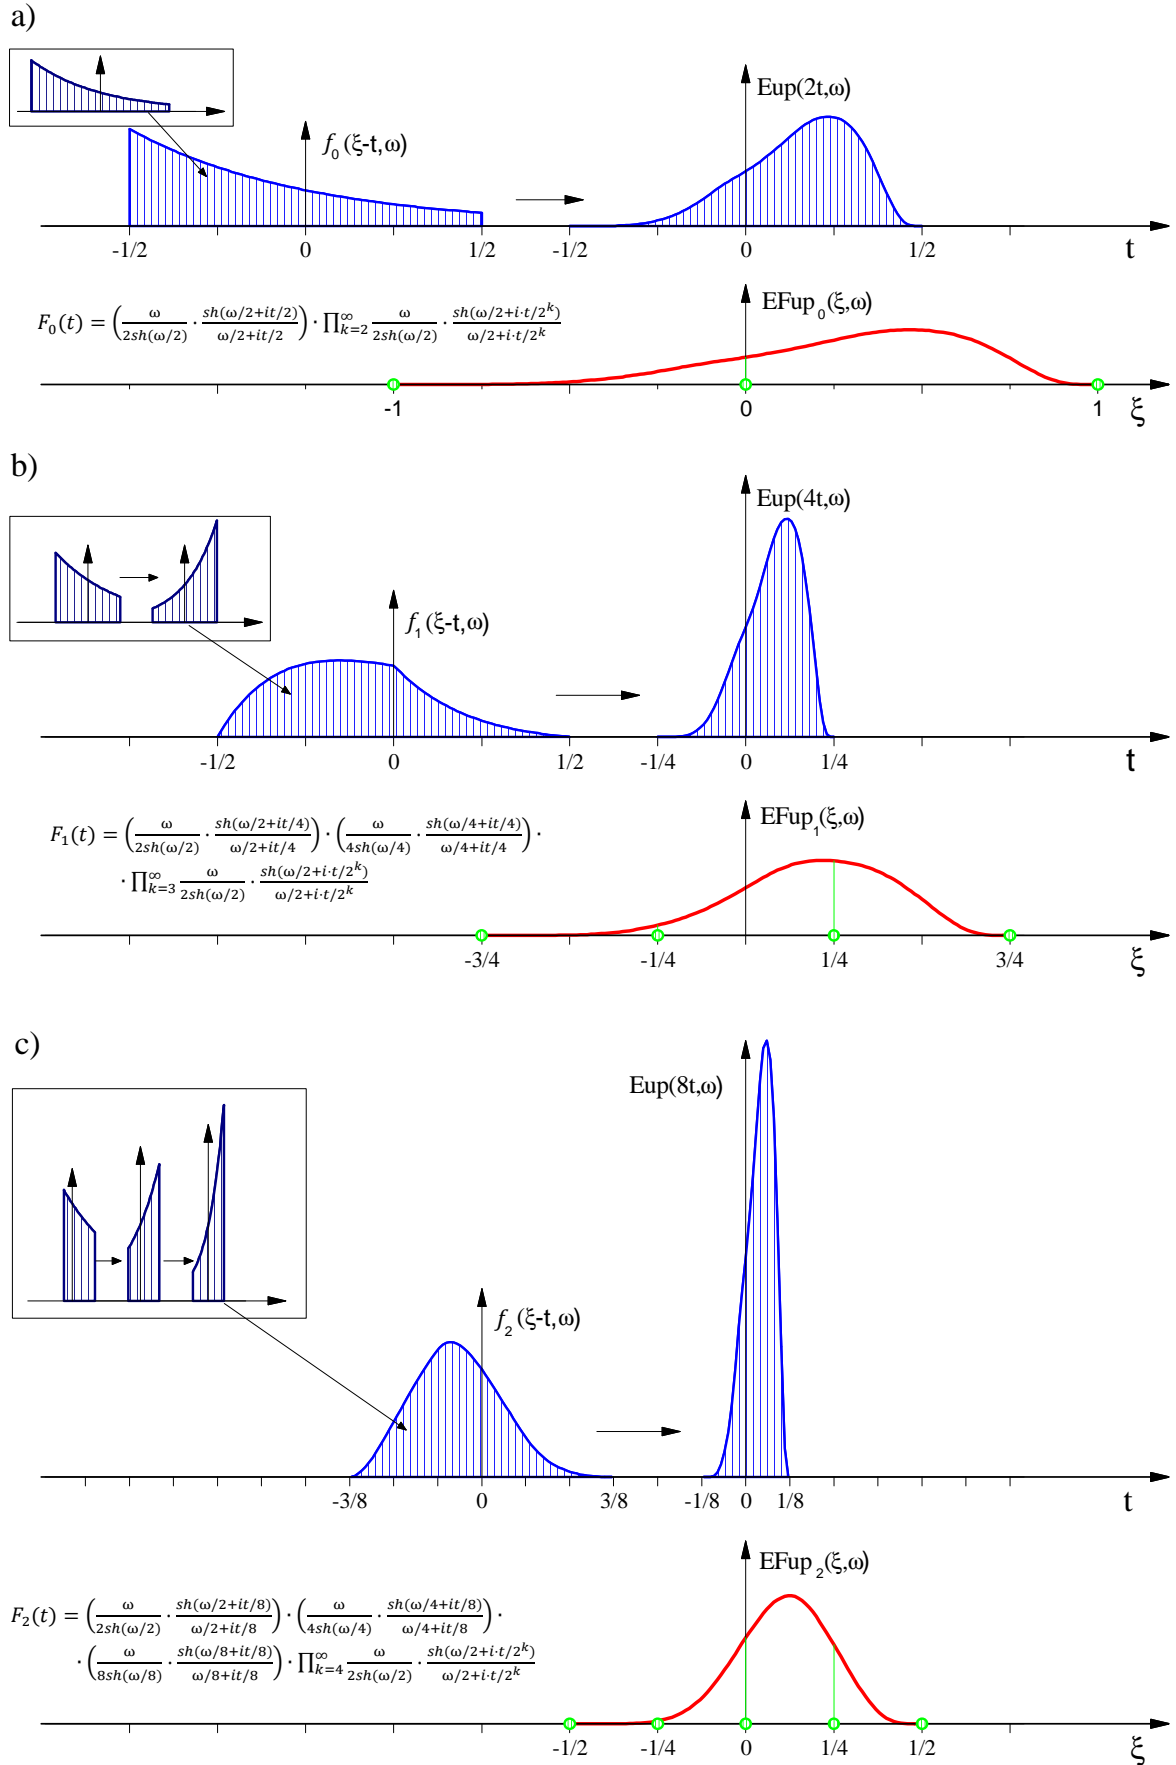 a)
Eup(2t,ω)
f₀(ξ-t,ω)
-1/2 0 1/2 -1/2 0 1/2 t
EFup₀(ξ,ω)
F₀(t) = (ω/2sh(ω/2) · sh(ω/2+it/2)/ω/2+it/2) · ∏_{k=2}^{∞} ω/2sh(ω/2) · sh(ω/2+i·t/2^k)/ω/2+i·t/2^k
-1 0 1 ξ
b)
Eup(4t,ω)
f₁(ξ-t,ω)
-1/2 0 1/2 -1/4 0 1/4 t
EFup₁(ξ,ω)
F₁(t) = (ω/2sh(ω/2) · sh(ω/2+it/4)/ω/2+it/4) · (ω/4sh(ω/4) · sh(ω/4+it/4)/ω/4+it/4) ·
· ∏_{k=3}^{∞} ω/2sh(ω/2) · sh(ω/2+i·t/2^k)/ω/2+i·t/2^k
-3/4 -1/4 1/4 3/4 ξ
c)
Eup(8t,ω)
f₂(ξ-t,ω)
-3/8 0 3/8 -1/8 0 1/8 t
EFup₂(ξ,ω)
F₂(t) = (ω/2sh(ω/2) · sh(ω/2+it/8)/ω/2+it/8) · (ω/4sh(ω/4) · sh(ω/4+it/8)/ω/4+it/8) ·
· (ω/8sh(ω/8) · sh(ω/8+it/8)/ω/8+it/8) · ∏_{k=4}^{∞} ω/2sh(ω/2) · sh(ω/2+i·t/2^k)/ω/2+i·t/2^k
-1/2 -1/4 0 1/4 1/2 ξ